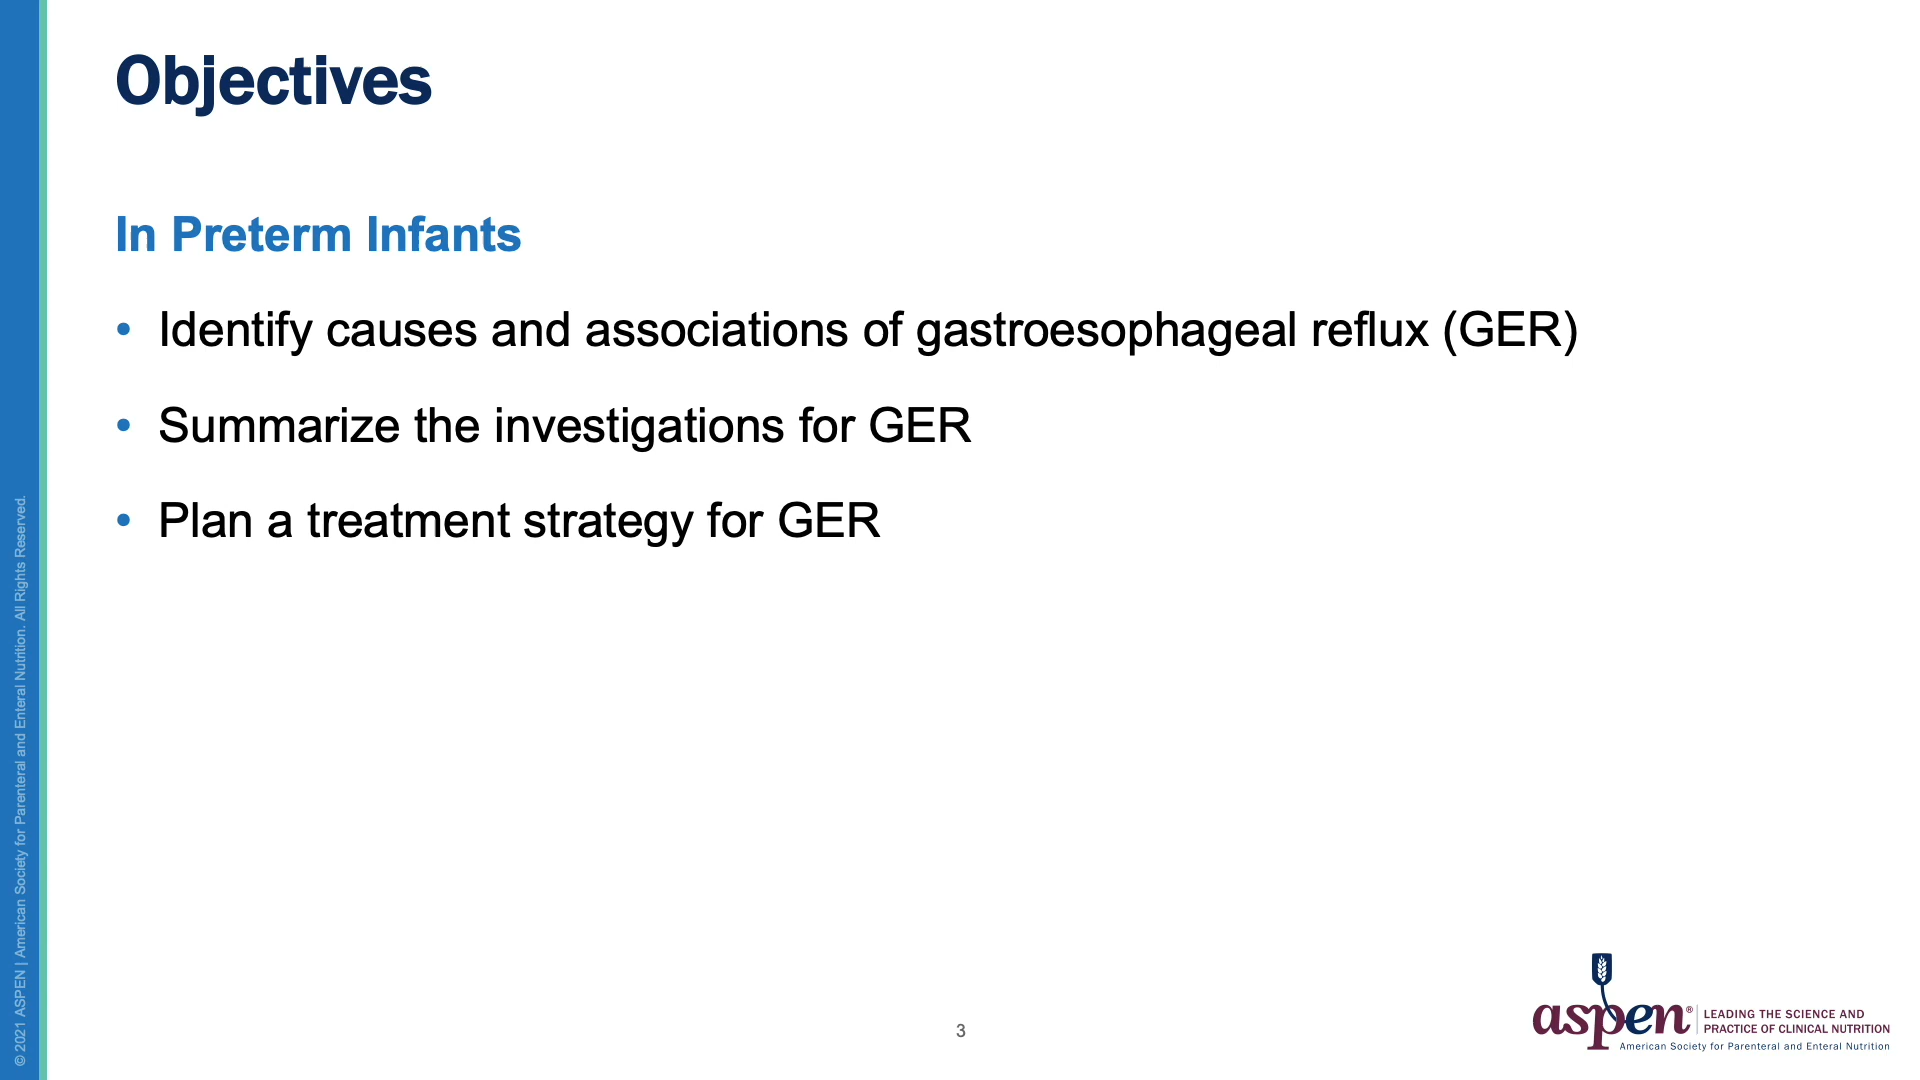 Objectives
In Preterm Infants
• Identify causes and associations of gastroesophageal reflux (GER)
• Summarize the investigations for GER
• Plan a treatment strategy for GER
© 2021 ASPEN | American Society for Parenteral and Enteral Nutrition. All Rights Reserved.
3
aspen®
LEADING THE SCIENCE AND
PRACTICE OF CLINICAL NUTRITION
American Society for Parenteral and Enteral Nutrition